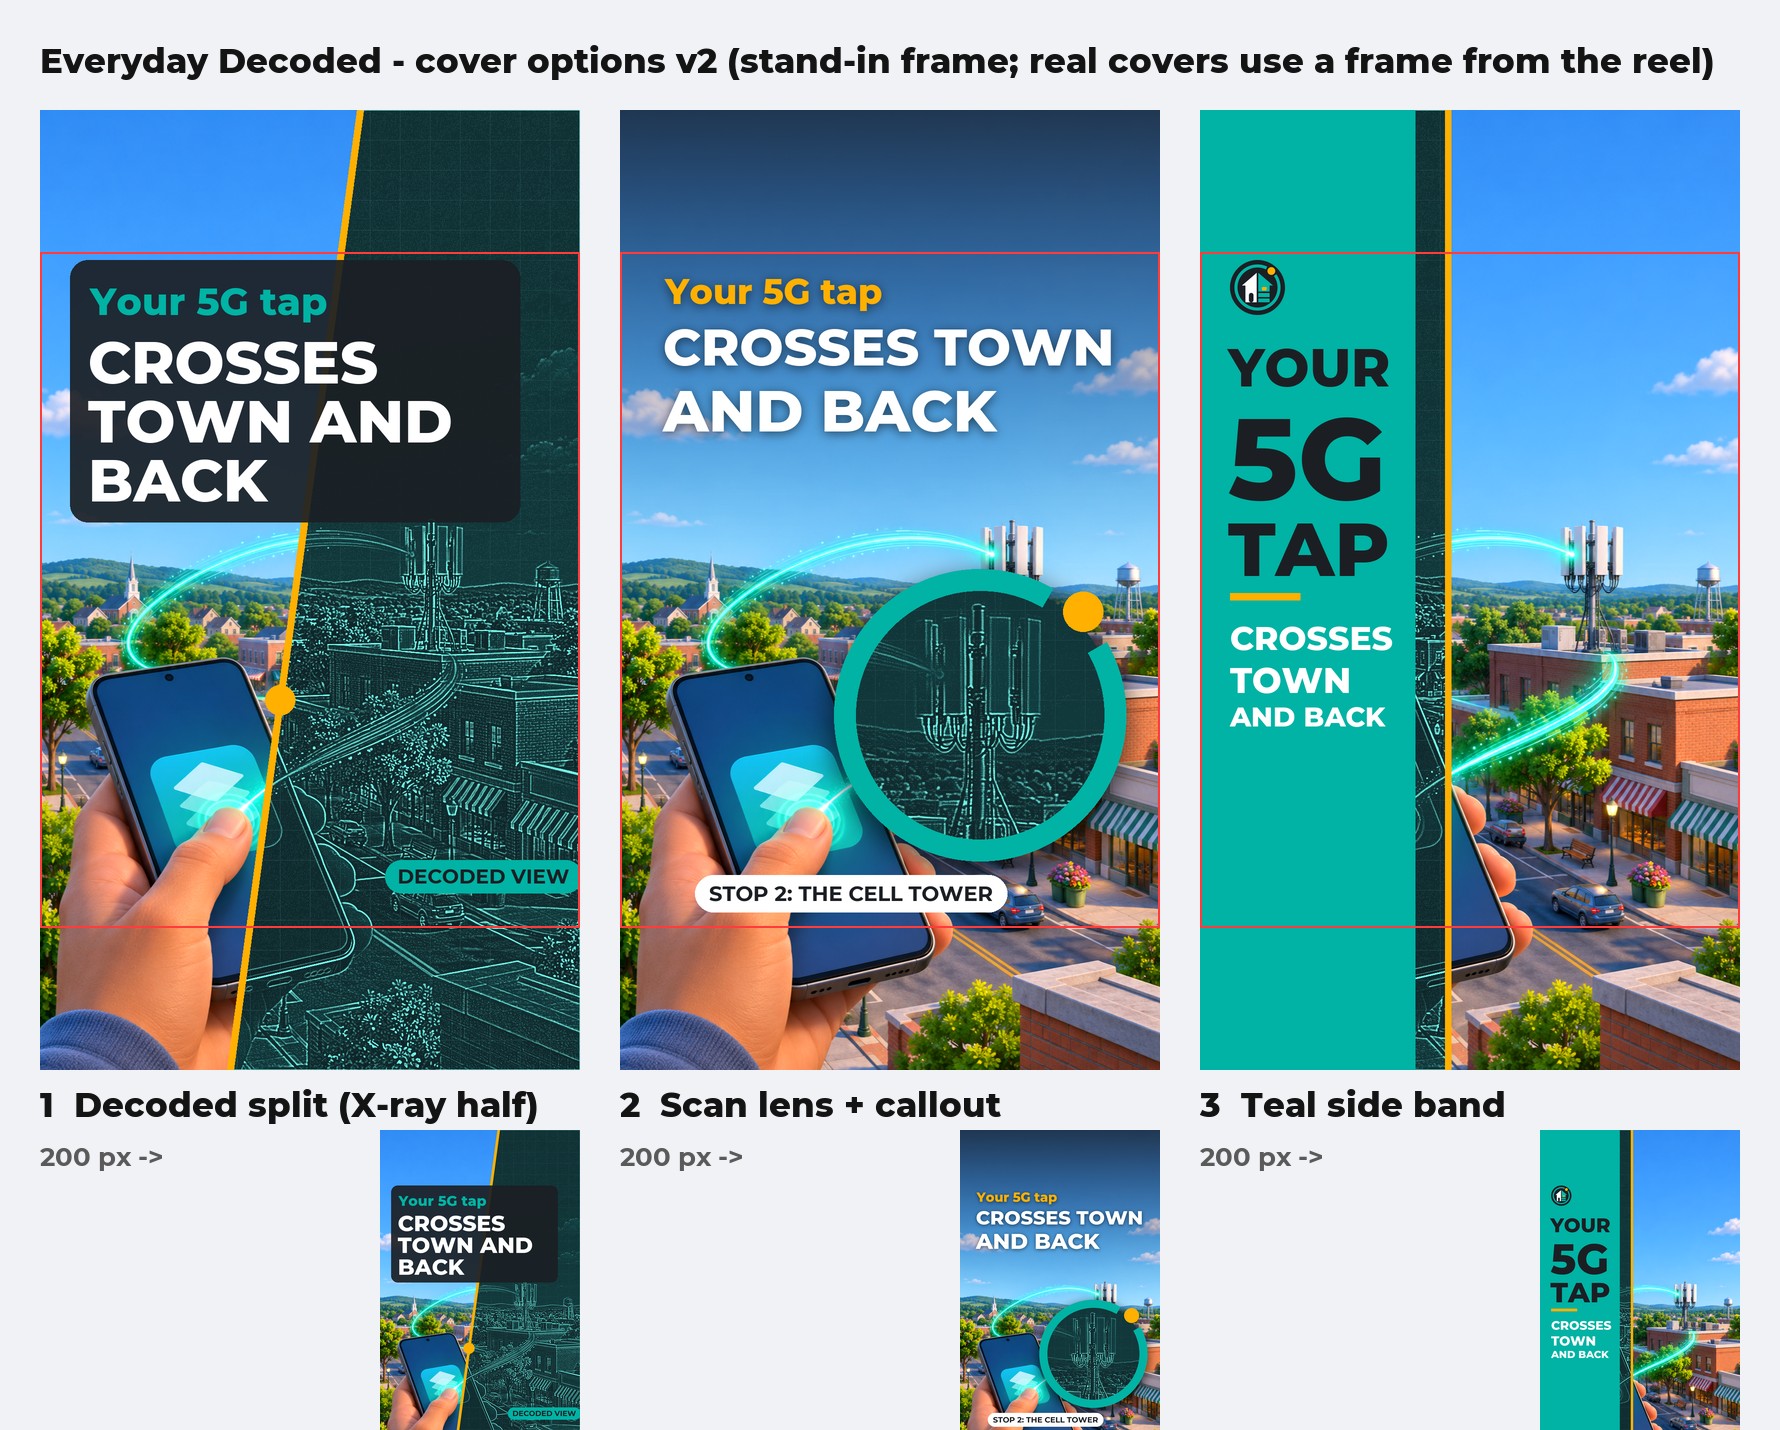 Everyday Decoded - cover options v2 (stand-in frame; real covers use a frame from the reel)
Your 5G tap
CROSSES
TOWN AND
BACK
DECODED VIEW
1 Decoded split (X-ray half)
200 px ->
Your 5G tap
CROSSES
TOWN AND
BACK
DECODED VIEW
Your 5G tap
CROSSES TOWN
AND BACK
STOP 2: THE CELL TOWER
2 Scan lens + callout
200 px ->
Your 5G tap
CROSSES TOWN
AND BACK
STOP 2: THE CELL TOWER
YOUR
5G
TAP
CROSSES
TOWN
AND BACK
3 Teal side band
200 px ->
YOUR
5G
TAP
CROSSES
TOWN
AND BACK